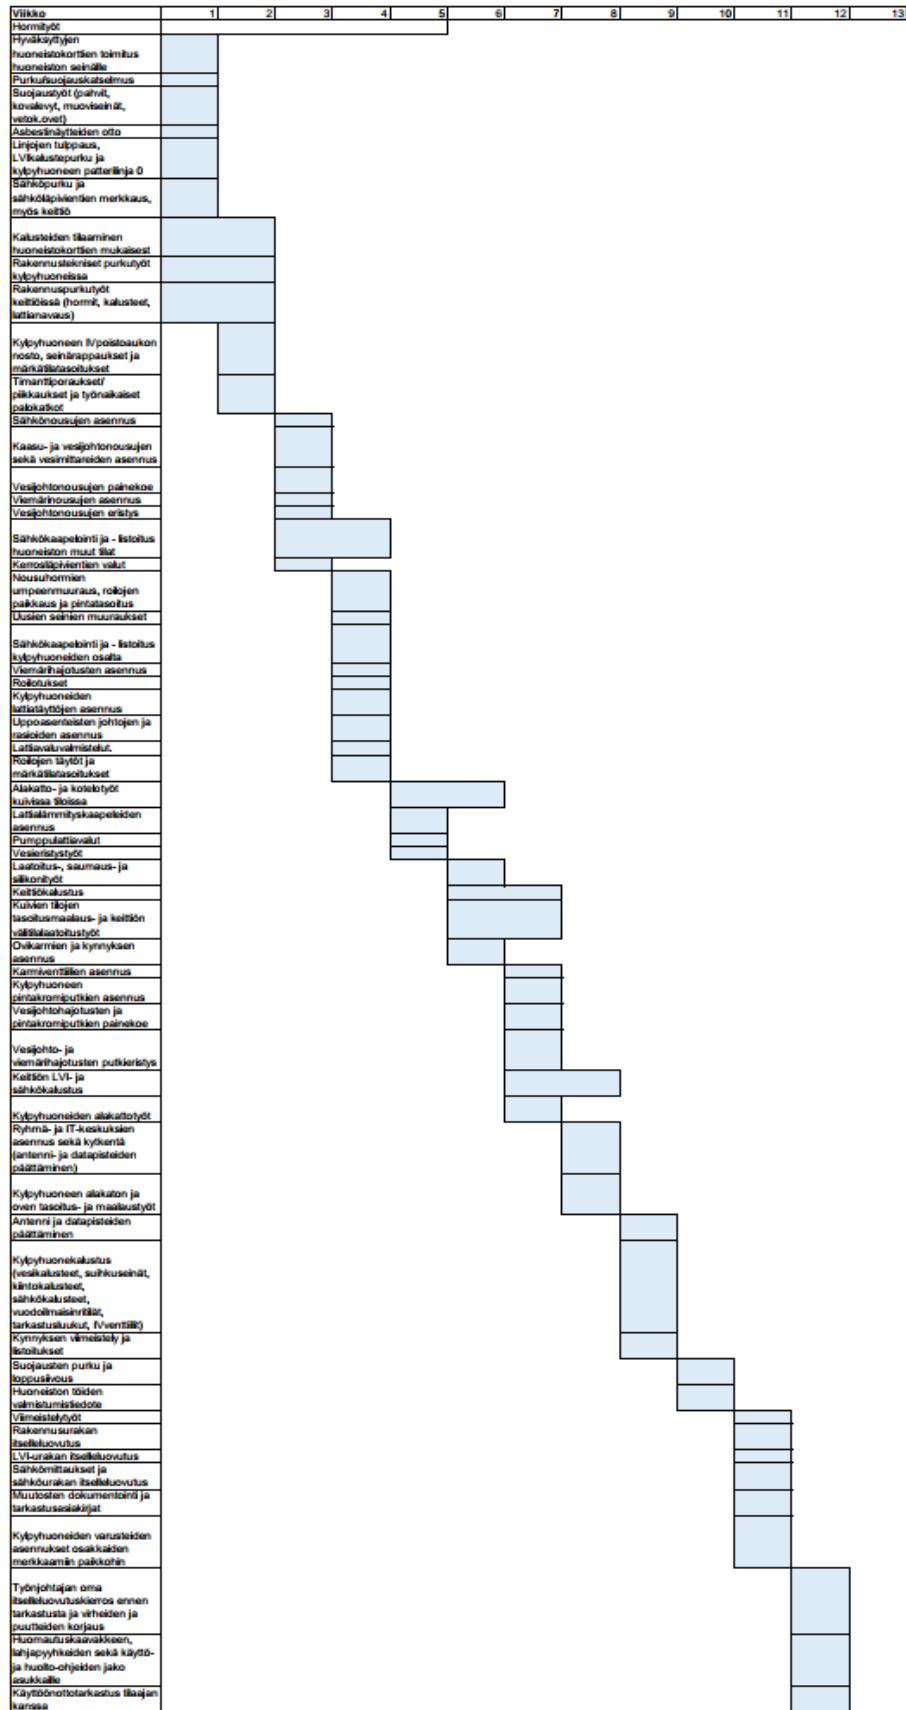 Viikko 1 2 3 4 5 6 7 8 9 10 11 12 13
Hormityöt
Hyväksyttyjen
huoneistokorttien toimitus
huoneiston seinälle
Purku/suojauskatselmus
Suojaustyöt (pahvit,
kovalevyt, muoviseinät,
vetok.ovet)
Asbestinäytteiden otto
Linjojen tulppaus,
LVIkalustepurku ja
kylpyhuoneen patterilinja 0
Sähköpurku ja
sähköläpivientien merkkaus,
myös keittiö
Kalusteiden tilaaminen
huoneistokorttien mukaisest
Rakennustekniset purkutyöt
kylpyhuoneissa
Rakennuspurkutyöt
keittiöissä (hormit, kalusteet,
lattianavaus)
Kylpyhuoneen IVpoistoaukon
nosto, seinärappaukset ja
märkätilatasoitukset
Timanttiporaukset/
piikkaukset ja työnaikaiset
palokatkot
Sähkönousujen asennus
Kaasu- ja vesijohtonousujen
sekä vesimittareiden asennus
Vesijohtonousujen painekoe
Viemärinousujen asennus
Vesijohtonousujen eristys
Sähkökaapelointi ja - listoitus
huoneiston muut tilat
Kerrosläpivientien valut
Nousuhormien
umpeenmuuraus, roilojen
paikkaus ja pintatasoitus
Uusien seinien muuraukset
Sähkökaapelointi ja - listoitus
kylpyhuoneiden osalta
Viemärihajotusten asennus
Roilotukset
Kylpyhuoneiden
lattiatäyttöjen asennus
Uppoasenteisten johtojen ja
rasioiden asennus
Lattiavaluvalmistelut.
Roilojen täytöt ja
märkätilatasoitukset
Alakatto- ja kotelotyöt
kuivissa tiloissa
Lattialämmityskaapeleiden
asennus
Pumppulattiavalut
Vesieristystyöt
Laatoitus-, saumaus- ja
silikonityöt
Keittiökalustus
Kuivien tilojen
tasoitusmaalaus- ja keittiön
välitilalaatoitustyöt
Ovikarmien ja kynnyksen
asennus
Karmiventtiilien asennus
Kylpyhuoneen
pintakromiputkien asennus
Vesijohtohajotusten ja
pintakromiputkien painekoe
Vesijohto- ja
viemärihajotusten putkieristys
Keittiön LVI- ja
sähkökalustus
Kylpyhuoneiden alakattotyöt
Ryhmä- ja IT-keskuksien
asennus sekä kytkentä
(antenni- ja datapisteiden
päättäminen)
Kylpyhuoneen alakaton ja
oven tasoitus- ja maalaustyöt
Antenni ja datapisteiden
päättäminen
Kylpyhuonekalustus
(vesikalusteet, suihkuseinät,
kiintokalusteet,
sähkökalusteet,
vuodoilmaisinritilät,
tarkastusluukut, IVventtiilit)
Kynnyksen viimeistely ja
listoitukset
Suojausten purku ja
loppusiivous
Huoneiston töiden
valmistumistiedote
Viimeistelytyöt
Rakennusurakan
itselleluovutus
LVI-urakan itselleluovutus
Sähkömittaukset ja
sähköurakan itselleluovutus
Muutosten dokumentointi ja
tarkastusasiakirjat
Kylpyhuoneiden varusteiden
asennukset osakkaiden
merkkaamiin paikkohin
Työnjohtajan oma
itselleluovutuskierros ennen
tarkastusta ja virheiden ja
puutteiden korjaus
Huomautuskaavakkeen,
lahjapyyhkeiden sekä käyttö-
ja huolto-ohjeiden jako
asukkaille
Käyttöönottotarkastus tilaajan
kanssa